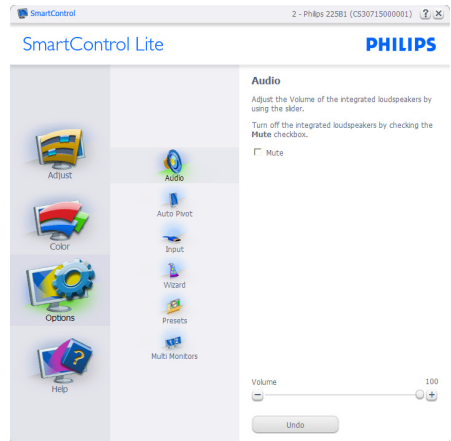 SmartControl
2 - Philips 225B1 (CS30715000001)
SmartControl Lite
PHILIPS
Adjust
Color
Options
Help
Audio
Auto Pivot
Input
Wizard
Presets
Multi Monitors
Audio
Adjust the Volume of the integrated loudspeakers by
using the slider.
Turn off the integrated loudspeakers by checking the
Mute checkbox.
Mute
Volume 100
Undo